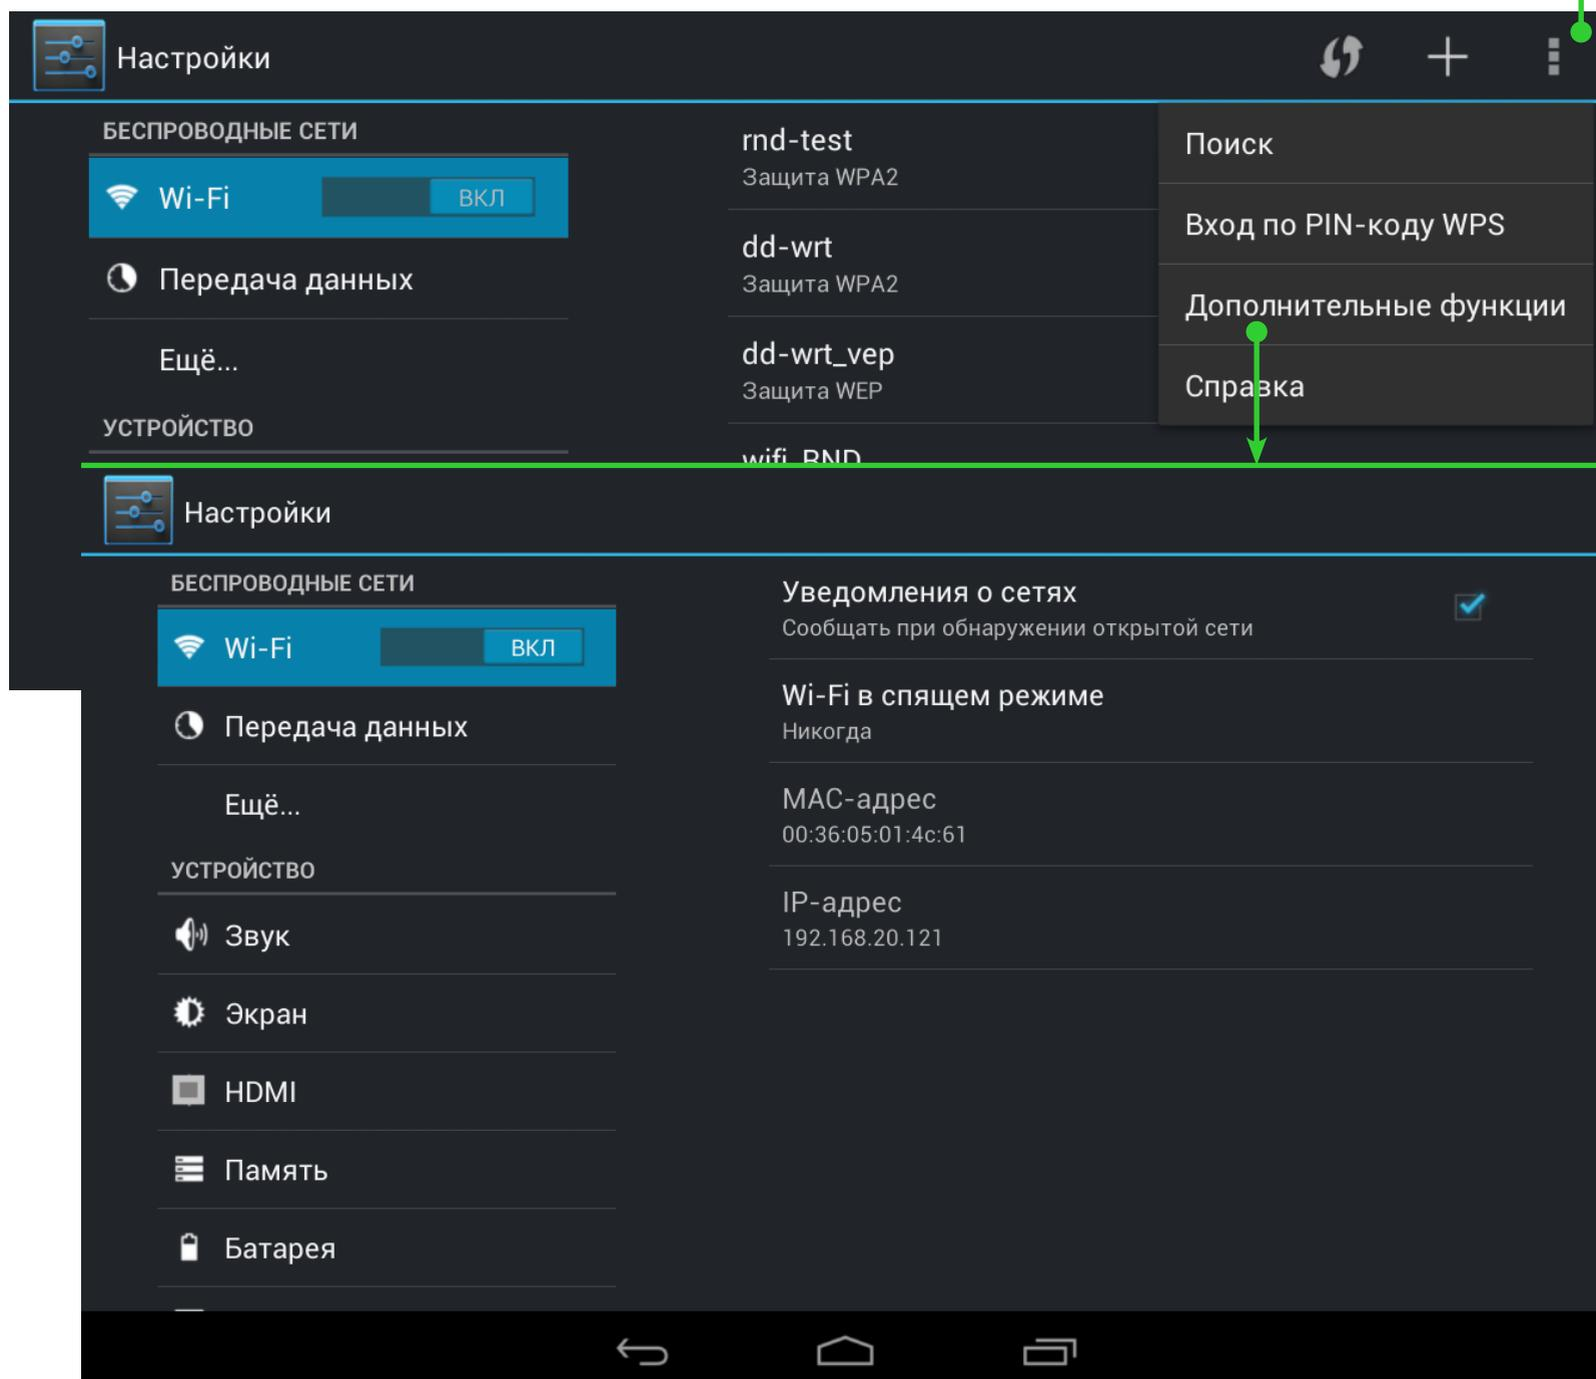 Настройки
БЕСПРОВОДНЫЕ СЕТИ
Wi-Fi
ВКЛ
Передача данных
Ещё...
УСТРОЙСТВО
rnd-test
Защита WPA2
dd-wrt
Защита WPA2
dd-wrt_vep
Защита WEP
wifi_RND
Поиск
Вход по PIN-коду WPS
Дополнительные функции
Справка
Настройки
БЕСПРОВОДНЫЕ СЕТИ
Wi-Fi
ВКЛ
Передача данных
Ещё...
УСТРОЙСТВО
Звук
Экран
HDMI
Память
Батарея
Уведомления о сетях
Сообщать при обнаружении открытой сети
Wi-Fi в спящем режиме
Никогда
MAC-адрес
00:36:05:01:4c:61
IP-адрес
192.168.20.121